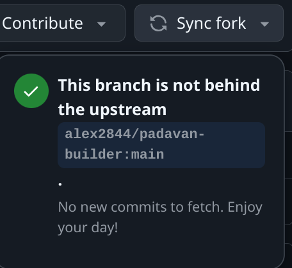 Contribute
Sync fork
This branch is not behind
the upstream
alex2844/padavan-
builder:main
.
No new commits to fetch. Enjoy
your day!